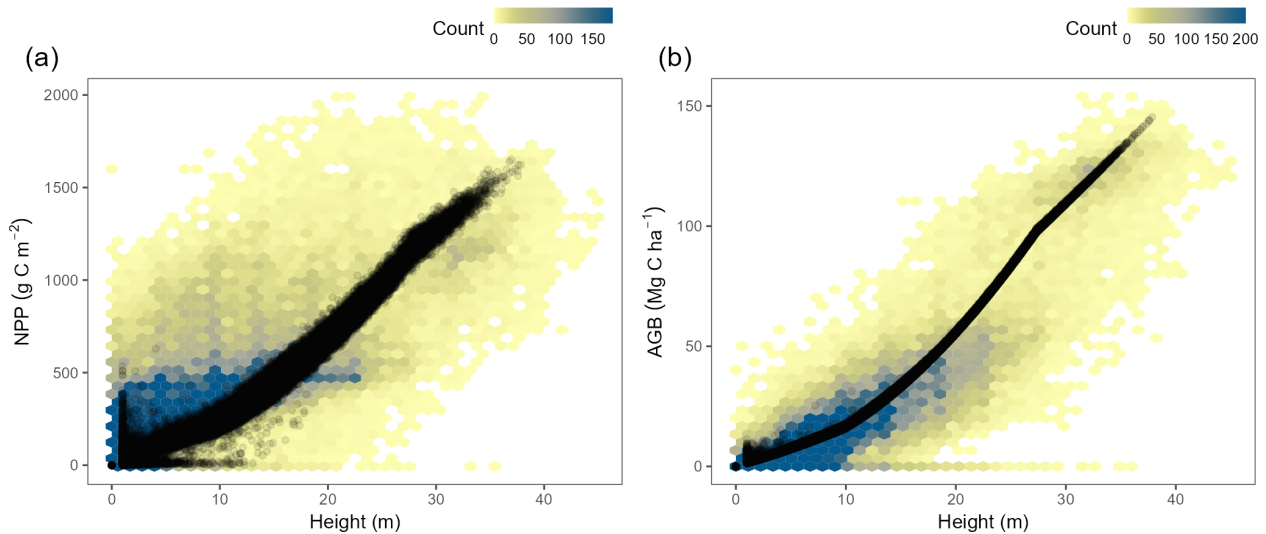 Count
0 50 100 150
(a)
NPP (g C m⁻²)
2000
1500
1000
500
0
0 10 20 30 40
Height (m)
Count
0 50 100 150 200
(b)
AGB (Mg C ha⁻¹)
150
100
50
0
0 10 20 30 40
Height (m)